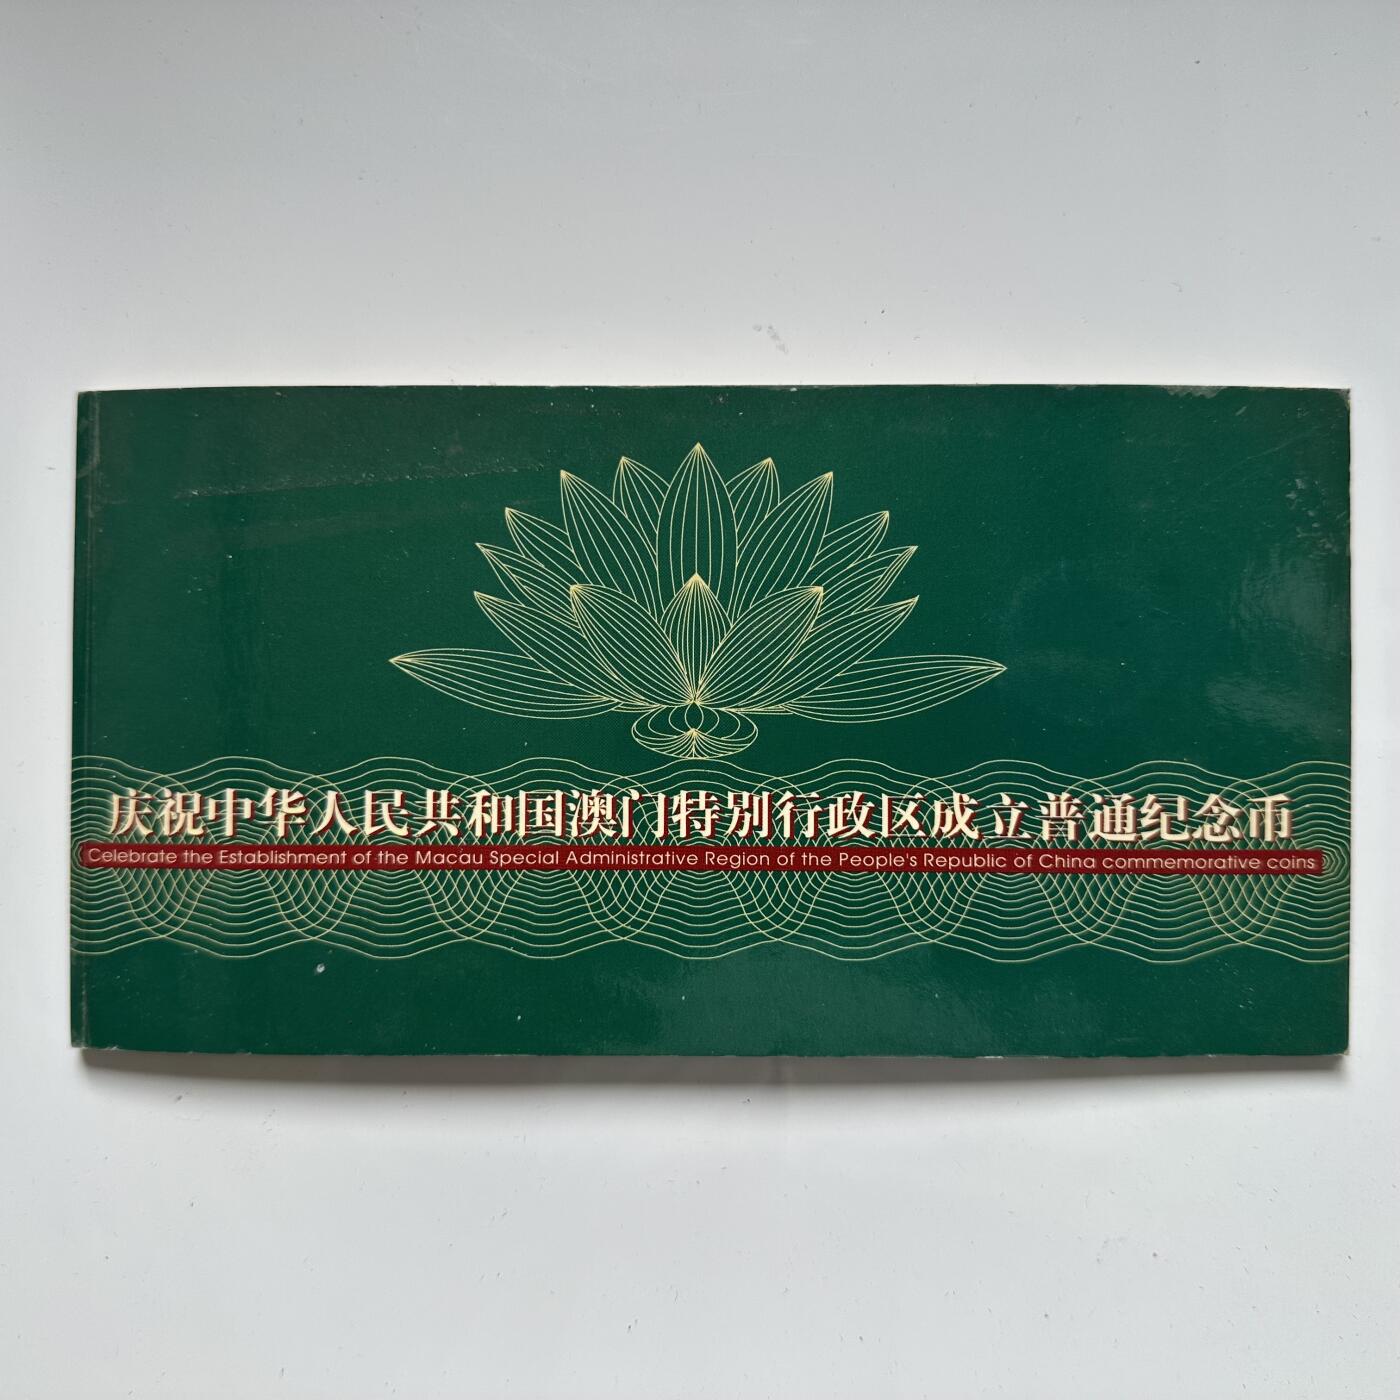 庆祝中华人民共和国澳门特别行政区成立普通纪念币
Celebrate the Establishment of the Macau Special Administrative Region of the People's Republic of China commemorative coins